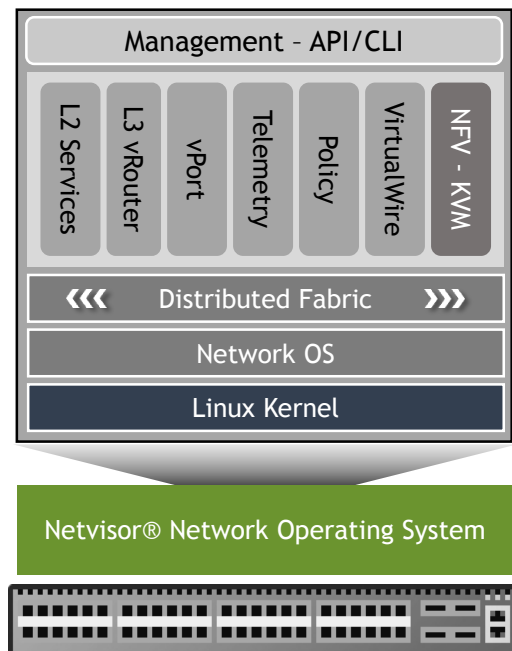 Management – API/CLI
L2 Services
L3 vRouter
vPort
Telemetry
Policy
VirtualWire
NFV - KVM
Distributed Fabric
Network OS
Linux Kernel
Netvisor® Network Operating System